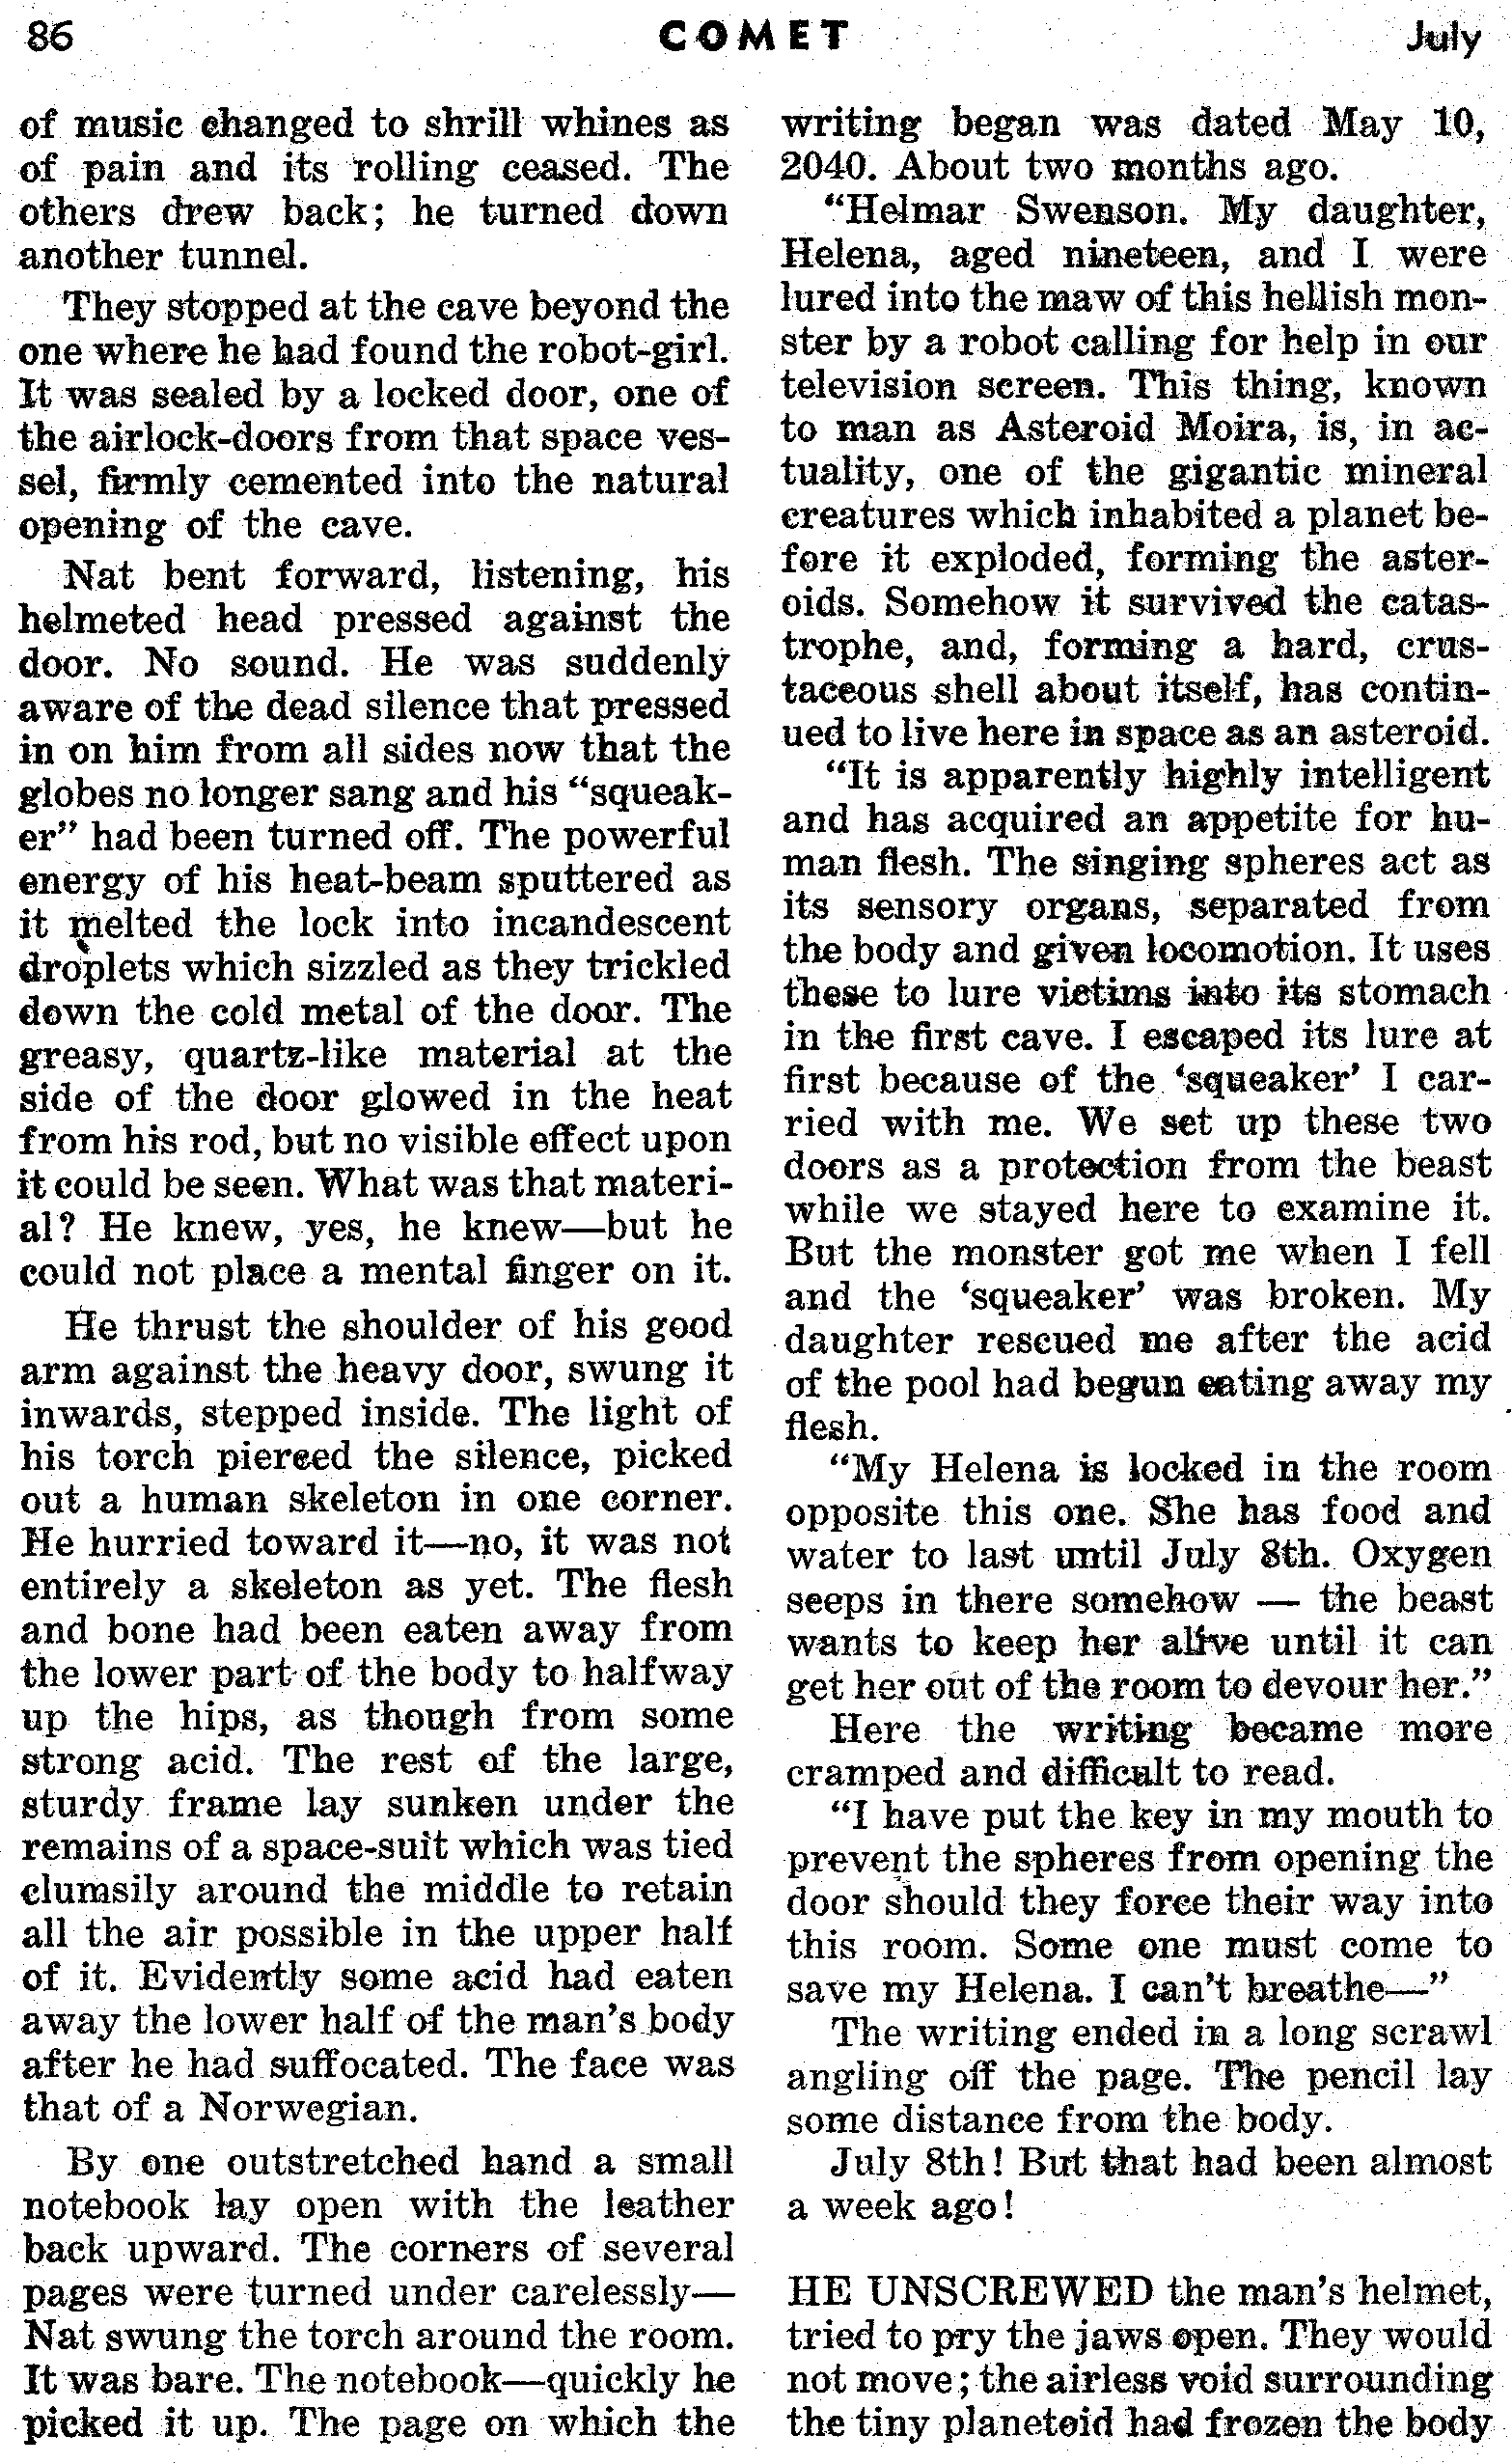 86
COMET
July
of music changed to shrill whines as
of pain and its rolling ceased. The
others drew back; he turned down
another tunnel.
They stopped at the cave beyond the
one where he had found the robot-girl.
It was sealed by a locked door, one of
the airlock-doors from that space ves-
sel, firmly cemented into the natural
opening of the cave.
Nat bent forward, listening, his
helmeted head pressed against the
door. No sound. He was suddenly
aware of the dead silence that pressed
in on him from all sides now that the
globes no longer sang and his “squeak-
er” had been turned off. The powerful
energy of his heat-beam sputtered as
it melted the lock into incandescent
droplets which sizzled as they trickled
down the cold metal of the door. The
greasy, quartz-like material at the
side of the door glowed in the heat
from his rod, but no visible effect upon
it could be seen. What was that materi-
al? He knew, yes, he knew—but he
could not place a mental finger on it.
He thrust the shoulder of his good
arm against the heavy door, swung it
inwards, stepped inside. The light of
his torch pierced the silence, picked
out a human skeleton in one corner.
He hurried toward it—no, it was not
entirely a skeleton as yet. The flesh
and bone had been eaten away from
the lower part of the body to halfway
up the hips, as though from some
strong acid. The rest of the large,
sturdy frame lay sunken under the
remains of a space-suit which was tied
clumsily around the middle to retain
all the air possible in the upper half
of it. Evidently some acid had eaten
away the lower half of the man's body
after he had suffocated. The face was
that of a Norwegian.
By one outstretched hand a small
notebook lay open with the leather
back upward. The corners of several
pages were turned under carelessly—
Nat swung the torch around the room.
It was bare. The notebook—quickly he
picked it up. The page on which the
writing began was dated May 10,
2040. About two months ago.
“Helmar Swenson. My daughter,
Helena, aged nineteen, and I were
lured into the maw of this hellish mon-
ster by a robot calling for help in our
television screen. This thing, known
to man as Asteroid Moira, is, in ac-
tuality, one of the gigantic mineral
creatures which inhabited a planet be-
fore it exploded, forming the aster-
oids. Somehow it survived the catas-
trophe, and, forming a hard, crus-
taceous shell about itself, has contin-
ued to live here in space as an asteroid.
“It is apparently highly intelligent
and has acquired an appetite for hu-
man flesh. The singing spheres act as
its sensory organs, separated from
the body and given locomotion. It uses
these to lure victims into its stomach
in the first cave. I escaped its lure at
first because of the ‘squeaker’ I car-
ried with me. We set up these two
doors as a protection from the beast
while we stayed here to examine it.
But the monster got me when I fell
and the ‘squeaker’ was broken. My
daughter rescued me after the acid
of the pool had begun eating away my
flesh.
“My Helena is locked in the room
opposite this one. She has food and
water to last until July 8th. Oxygen
seeps in there somehow — the beast
wants to keep her alive until it can
get her out of the room to devour her.”
Here the writing became more
cramped and difficult to read.
“I have put the key in my mouth to
prevent the spheres from opening the
door should they force their way into
this room. Some one must come to
save my Helena. I can't breathe—”
The writing ended in a long scrawl
angling off the page. The pencil lay
some distance from the body.
July 8th! But that had been almost
a week ago!
HE UNSCREWED the man's helmet,
tried to pry the jaws open. They would
not move; the airless void surrounding
the tiny planetoid had frozen the body